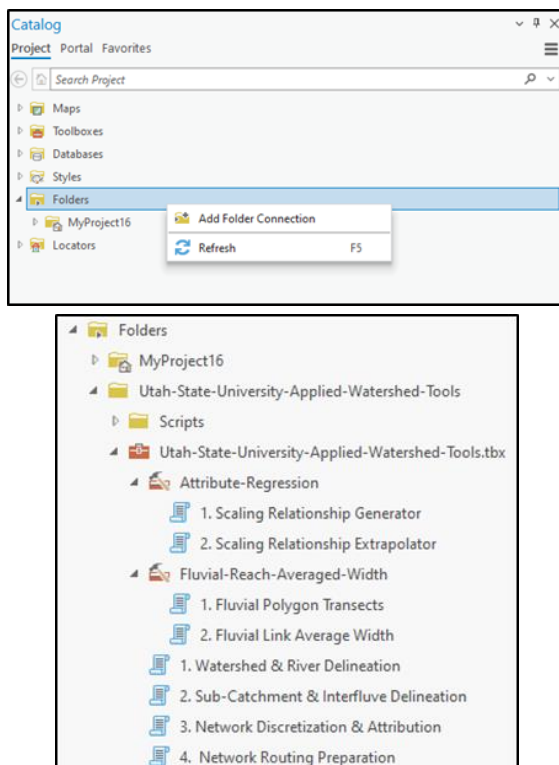 Catalog
Project Portal Favorites
Search Project
Maps
Toolboxes
Databases
Styles
Folders
MyProject16
Add Folder Connection
Locators
Refresh F5
Folders
MyProject16
Utah-State-University-Applied-Watershed-Tools
Scripts
Utah-State-University-Applied-Watershed-Tools.tbx
Attribute-Regression
1. Scaling Relationship Generator
2. Scaling Relationship Extrapolator
Fluvial-Reach-Averaged-Width
1. Fluvial Polygon Transects
2. Fluvial Link Average Width
1. Watershed & River Delineation
2. Sub-Catchment & Interfluve Delineation
3. Network Discretization & Attribution
4. Network Routing Preparation